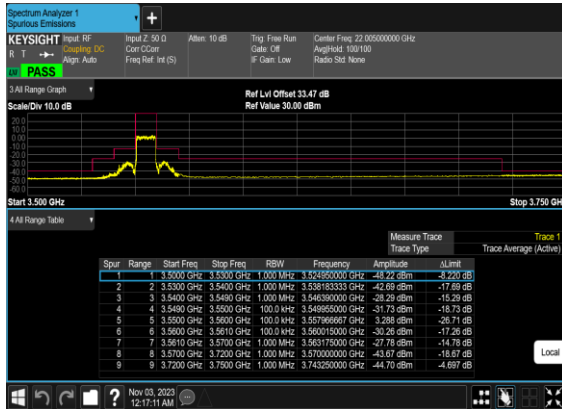 Spectrum Analyzer 1
Spurious Emissions
+
KEYSIGHT Input: RF Input Z: 50 Ω Atten: 10 dB Trig: Free Run Center Freq: 22.005000000 GHz
R T Coupling: DC Corr CCorr Gate: Off Avg|Hold: 100/100
Align: Auto Freq Ref: Int (S) IF Gain: Low Radio Std: None
LU PASS
3 All Range Graph
Ref Lvl Offset 33.47 dB
Scale/Div 10.0 dB Ref Value 30.00 dBm
20.0
10.0
0.00
-10.0
-20.0
-30.0
-40.0
-50.0
-60.0
Start 3.500 GHz Stop 3.750 GH
4 All Range Table
Measure Trace Trace 1
Trace Type Trace Average (Active)
Spur Range Start Freq Stop Freq RBW Frequency Amplitude ΔLimit
1 1 3.5000 GHz 3.5300 GHz 1.000 MHz 3.524950000 GHz -48.22 dBm -8.220 dB
2 2 3.5300 GHz 3.5400 GHz 1.000 MHz 3.538183333 GHz -42.69 dBm -17.69 dB
3 3 3.5400 GHz 3.5490 GHz 1.000 MHz 3.546390000 GHz -28.29 dBm -15.29 dB
4 4 3.5490 GHz 3.5500 GHz 100.0 kHz 3.549955000 GHz -31.73 dBm -18.73 dB
5 5 3.5500 GHz 3.5600 GHz 100.0 kHz 3.557966667 GHz 3.288 dBm -26.71 dB
6 6 3.5600 GHz 3.5610 GHz 100.0 kHz 3.560015000 GHz -30.26 dBm -17.26 dB
7 7 3.5610 GHz 3.5700 GHz 1.000 MHz 3.563175000 GHz -27.78 dBm -14.78 dB
8 8 3.5700 GHz 3.7200 GHz 1.000 MHz 3.570000000 GHz -43.67 dBm -18.67 dB
9 9 3.7200 GHz 3.7500 GHz 1.000 MHz 3.743250000 GHz -44.70 dBm -4.697 dB
Local
? Nov 03, 2023
12:17:11 AM